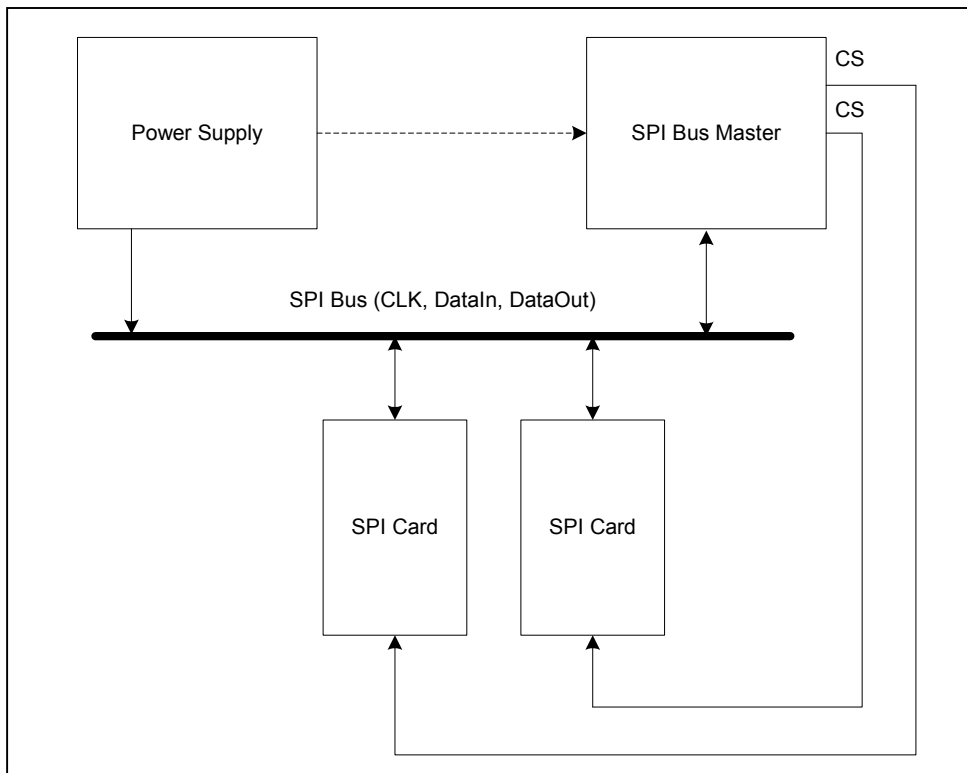 CS
CS
Power Supply
SPI Bus Master
SPI Bus (CLK, DataIn, DataOut)
SPI Card
SPI Card